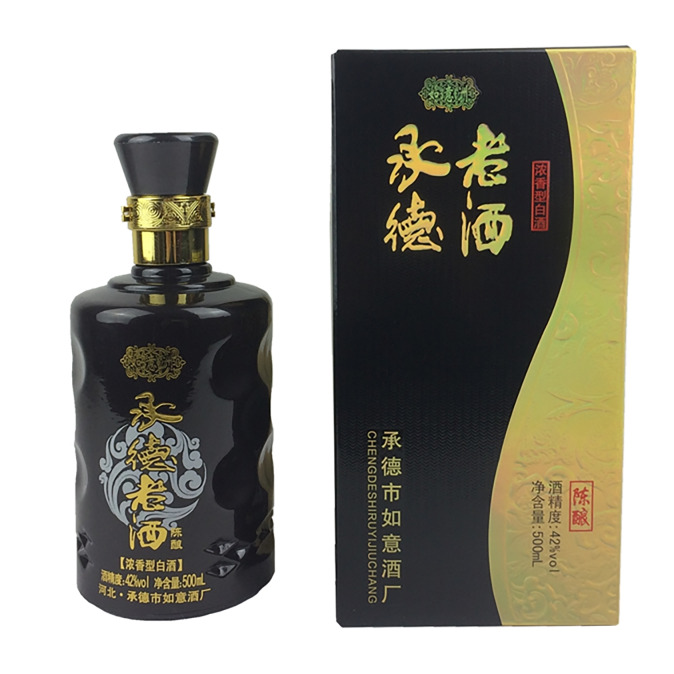 承德老酒
陈酿
【浓香型白酒】
酒精度:42%vol 净含量:500mL
河北·承德市如意酒厂
如意
承德
老酒
浓香型白酒
承德市如意酒厂
CHENGDESHIRUYIJIUCHANG
陈酿
酒精度:42%vol
净含量:500mL